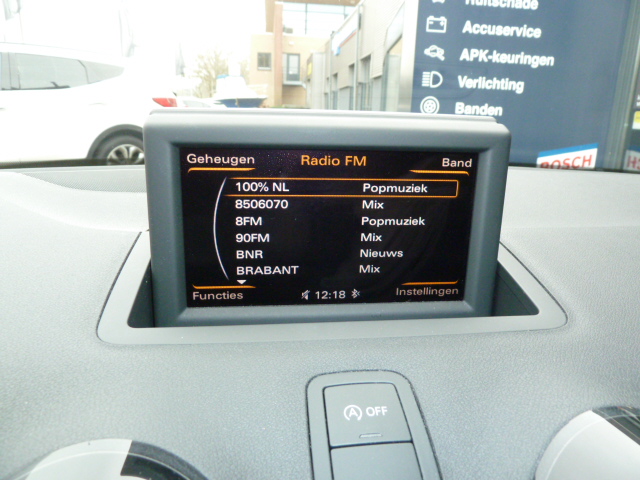 Ruitschade
Accuservice
APK-keuringen
Verlichting
Banden
BOSCH
Geheugen Radio FM Band
100% NL Popmuziek
8506070 Mix
8FM Popmuziek
90FM Mix
BNR Nieuws
BRABANT Mix
Functies 12:18 Instellingen
A OFF